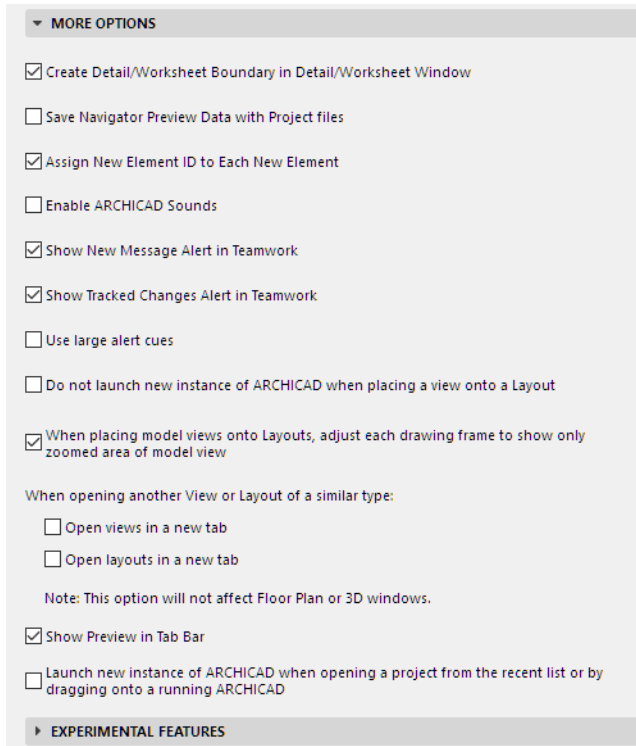 MORE OPTIONS
Create Detail/Worksheet Boundary in Detail/Worksheet Window
Save Navigator Preview Data with Project files
Assign New Element ID to Each New Element
Enable ARCHICAD Sounds
Show New Message Alert in Teamwork
Show Tracked Changes Alert in Teamwork
Use large alert cues
Do not launch new instance of ARCHICAD when placing a view onto a Layout
When placing model views onto Layouts, adjust each drawing frame to show only
zoomed area of model view
When opening another View or Layout of a similar type:
Open views in a new tab
Open layouts in a new tab
Note: This option will not affect Floor Plan or 3D windows.
Show Preview in Tab Bar
Launch new instance of ARCHICAD when opening a project from the recent list or by
dragging onto a running ARCHICAD
EXPERIMENTAL FEATURES